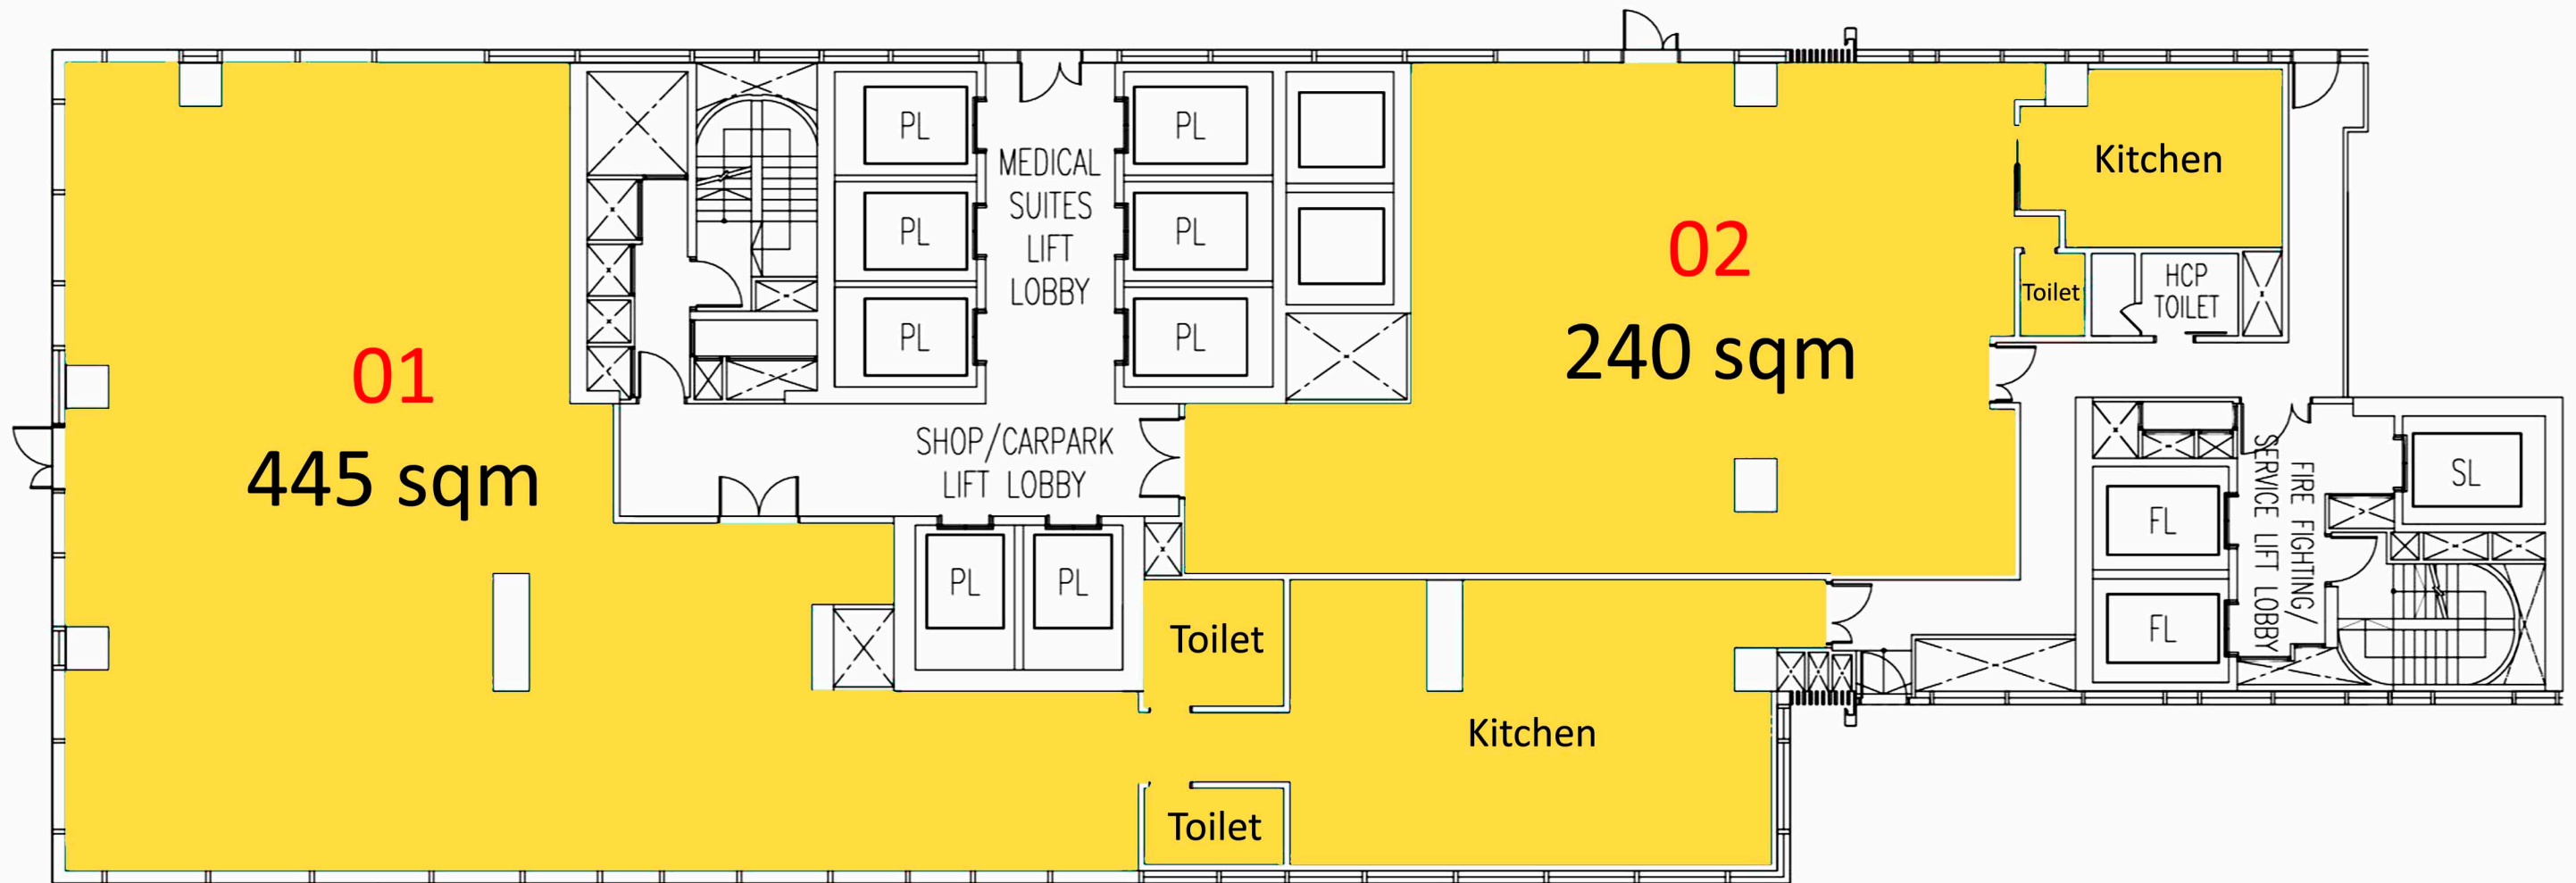 PL
PL
MEDICAL
SUITES
LIFT
LOBBY
Kitchen
PL
PL
02
240 sqm
Toilet
HCP
TOILET
PL
PL
01
445 sqm
SHOP/CARPARK
LIFT LOBBY
PL
PL
Toilet
Kitchen
Toilet
FL
FL
FIRE FIGHTING/
SERVICE LIFT LOBBY
SL